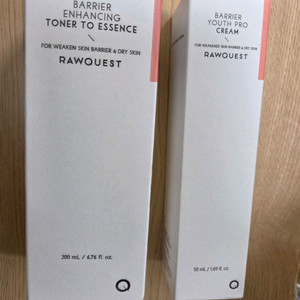 BARRIER
ENHANCING
TONER TO ESSENCE
FOR WEAKEN SKIN BARRIER & DRY SKIN
RAWQUEST
200 mL / 6.76 fl. oz.
BARRIER
YOUTH PRO
CREAM
FOR WEAKENED SKIN BARRIER & DRY SKIN
RAWQUEST
50 mL / 1.69 fl. oz.